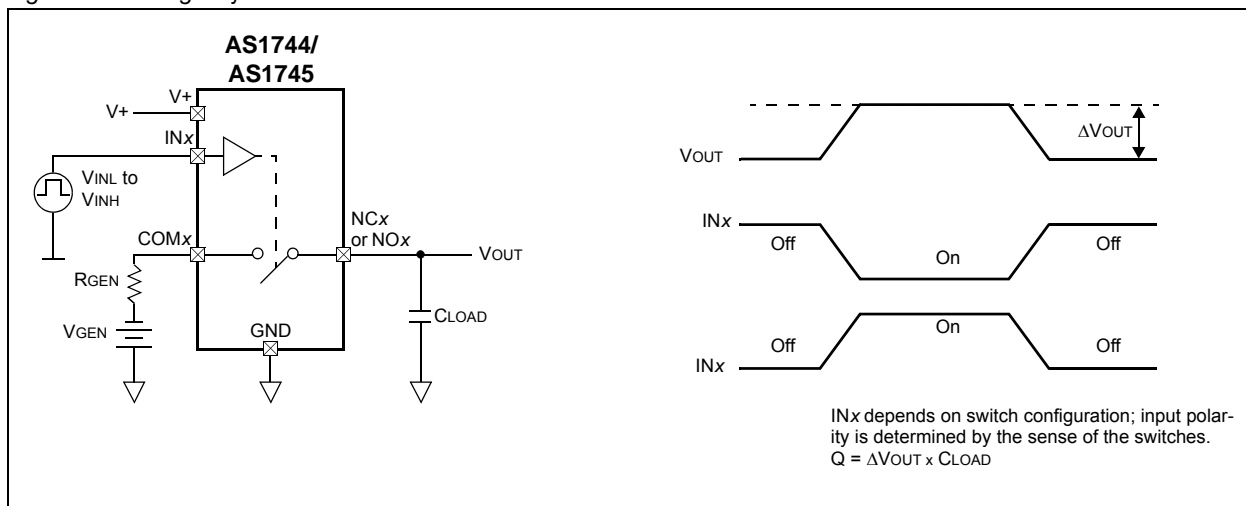 AS1744/
AS1745
V+
V+
INx
VINL to
VINH
COMx
NCx
or NOx
VOUT
RGEN
VGEN
GND
CLOAD
VOUT
ΔVOUT
INx
Off
On
Off
INx
Off
On
Off
INx depends on switch configuration; input polar-
ity is determined by the sense of the switches.
Q = ΔVOUT x CLOAD